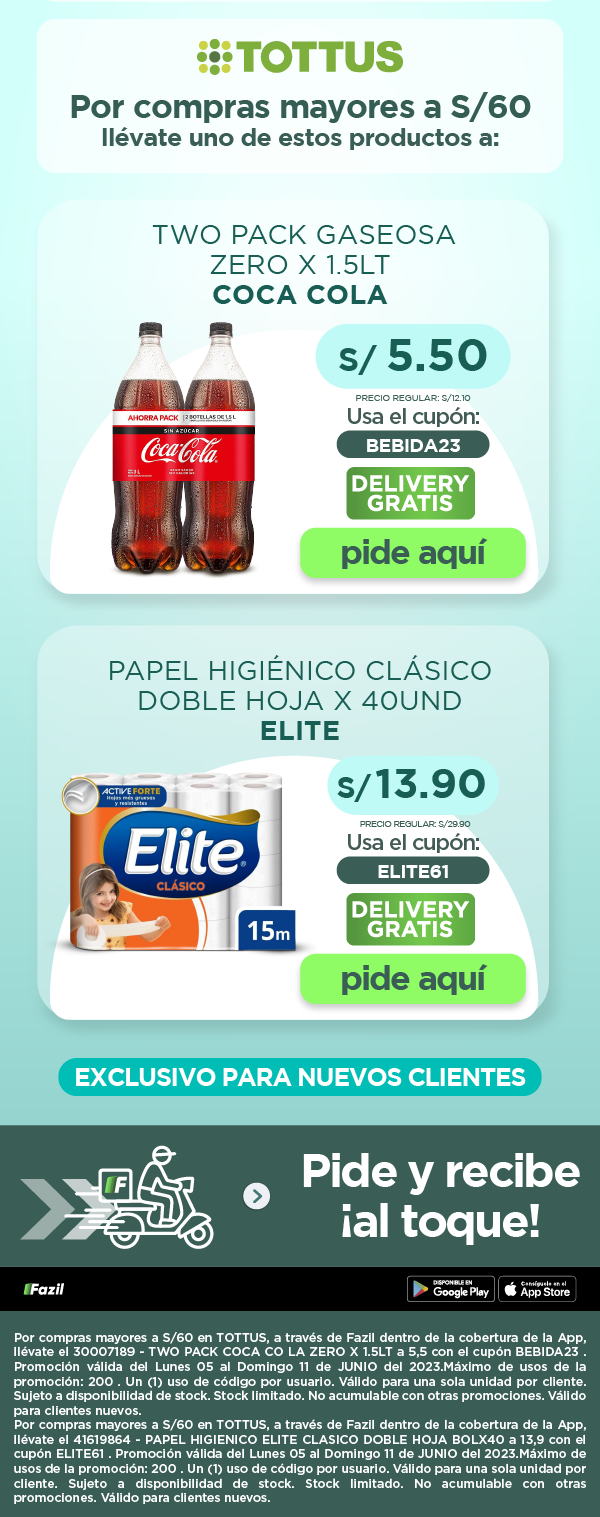 TOTTUS
Por compras mayores a S/60
llévate uno de estos productos a:
TWO PACK GASEOSA
ZERO X 1.5LT
COCA COLA
AHORRA PACK 2 BOTELLAS DE 1,5 L
SIN AZÚCAR
Coca-Cola
S/ 5.50
PRECIO REGULAR: S/12.10
Usa el cupón:
BEBIDA23
DELIVERY
GRATIS
pide aquí
PAPEL HIGIÉNICO CLÁSICO
DOBLE HOJA X 40UND
ELITE
ACTIVE FORTE
Hojas más gruesas
y resistentes
Elite
CLÁSICO
15m
S/13.90
PRECIO REGULAR: S/29.90
Usa el cupón:
ELITE61
DELIVERY
GRATIS
pide aquí
EXCLUSIVO PARA NUEVOS CLIENTES
F
Pide y recibe
¡al toque!
Fazil
DISPONIBLE EN
Google Play
Consíguelo en el
App Store
Por compras mayores a S/60 en TOTTUS, a través de Fazil dentro de la cobertura de la App,
llévate el 30007189 - TWO PACK COCA CO LA ZERO X 1.5LT a 5,5 con el cupón BEBIDA23 .
Promoción válida del Lunes 05 al Domingo 11 de JUNIO del 2023.Máximo de usos de la
promoción: 200 . Un (1) uso de código por usuario. Válido para una sola unidad por cliente.
Sujeto a disponibilidad de stock. Stock limitado. No acumulable con otras promociones. Válido
para clientes nuevos.
Por compras mayores a S/60 en TOTTUS, a través de Fazil dentro de la cobertura de la App,
llévate el 41619864 - PAPEL HIGIENICO ELITE CLASICO DOBLE HOJA BOLX40 a 13,9 con el
cupón ELITE61 . Promoción válida del Lunes 05 al Domingo 11 de JUNIO del 2023.Máximo de
usos de la promoción: 200 . Un (1) uso de código por usuario. Válido para una sola unidad por
cliente. Sujeto a disponibilidad de stock. Stock limitado. No acumulable con otras
promociones. Válido para clientes nuevos.